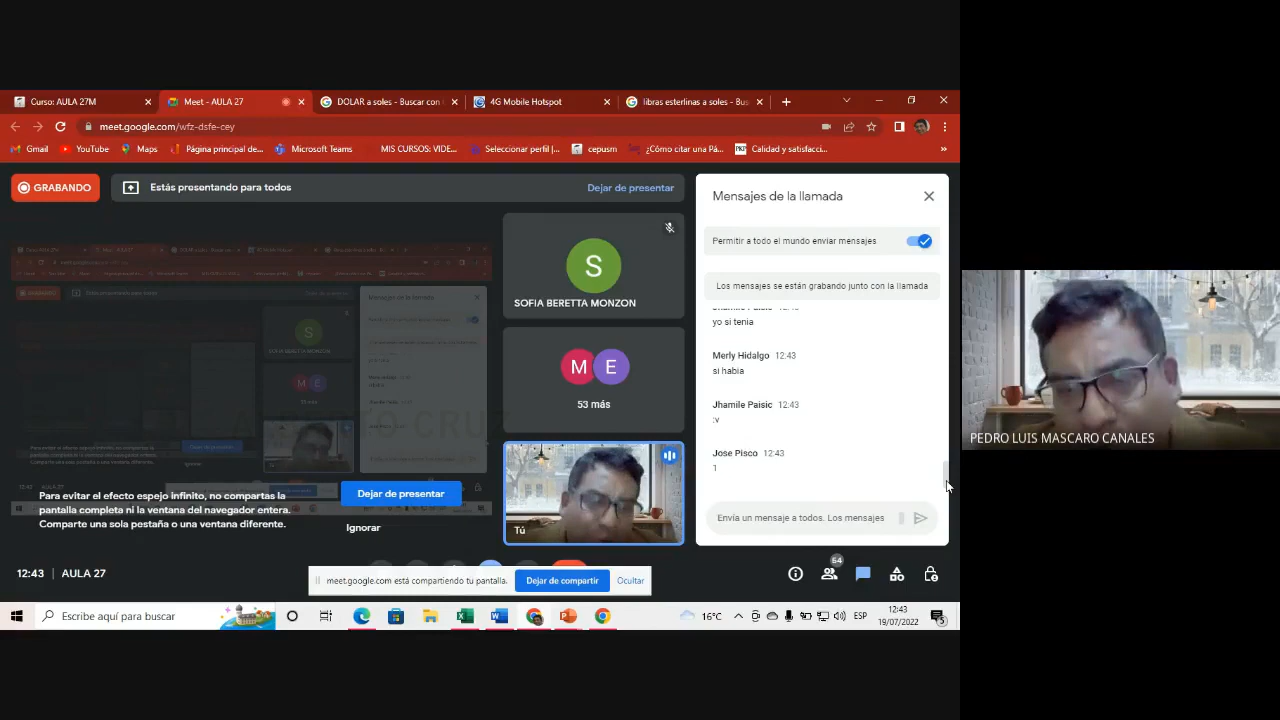 Curso: AULA 27M
Meet - AULA 27
DOLAR a soles - Buscar con
4G Mobile Hotspot
libras esterlinas a soles - Bus
meet.google.com/wfz-dsfe-cey
Gmail
YouTube
Maps
Página principal de...
Microsoft Teams
MIS CURSOS: VIDE...
Seleccionar perfil |...
cepusm
¿Cómo citar una Pá...
Calidad y satisfacci...
»
GRABANDO
Estás presentando para todos
Dejar de presentar
S
SOFIA BERETTA MONZON
M E
53 más
Tú
Para evitar el efecto espejo infinito, no compartas la
pantalla completa ni la ventana del navegador entera.
Comparte una sola pestaña o una ventana diferente.
Dejar de presentar
Ignorar
Mensajes de la llamada
Permitir a todo el mundo enviar mensajes
Los mensajes se están grabando junto con la llamada
yo si tenia
Merly Hidalgo 12:43
si habia
Jhamile Paisic 12:43
:v
Jose Pisco 12:43
1
Envía un mensaje a todos. Los mensajes
12:43 | AULA 27
54
meet.google.com está compartiendo tu pantalla.
Dejar de compartir
Ocultar
Escribe aquí para buscar
16°C
ESP
12:43
19/07/2022
5
PEDRO LUIS MASCARO CANALES